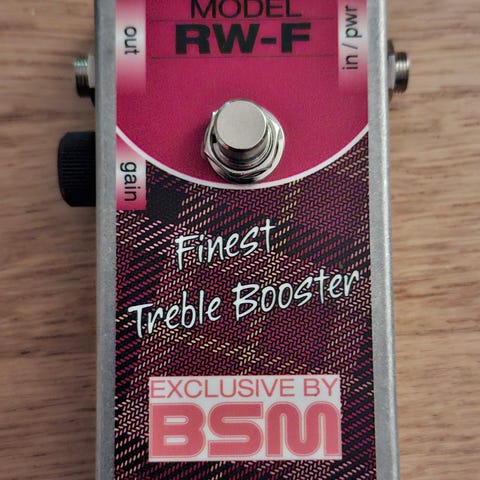 MODEL
RW-F
out
in / pwr
gain
Finest
Treble Booster
EXCLUSIVE BY
BSM